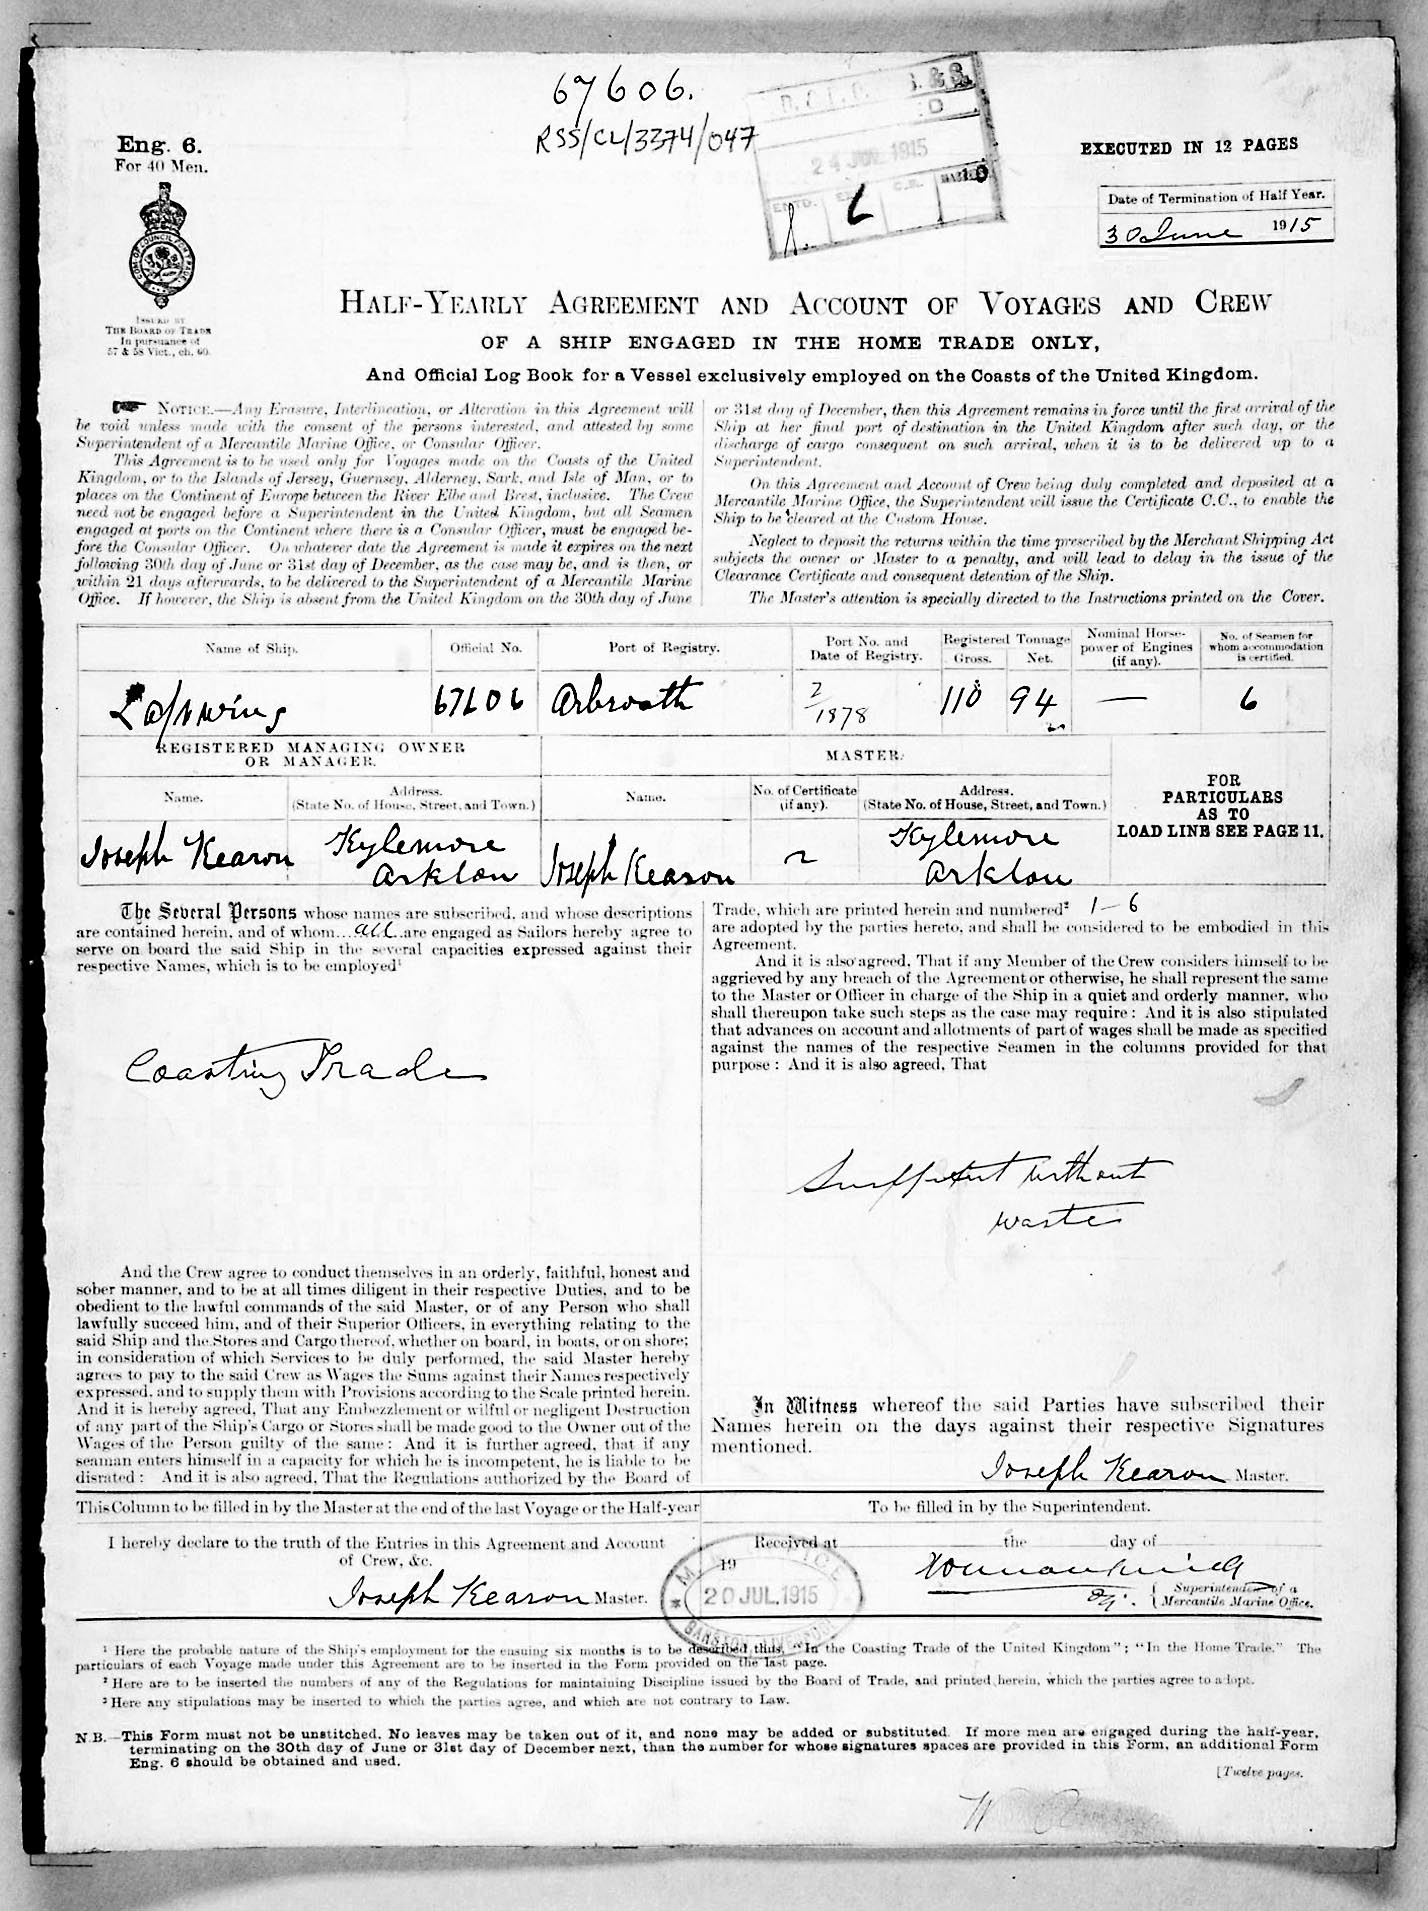 67606.
RSS/CL/3374/047
24 JUL 1915
ENTD.
Eng. 6.
For 40 Men.
EXECUTED IN 12 PAGES
Date of Termination of Half Year.
30 June 1915
ISSUED BY
THE BOARD OF TRADE
In pursuance of
57 & 58 Vict., ch. 60.
HALF-YEARLY AGREEMENT AND ACCOUNT OF VOYAGES AND CREW
OF A SHIP ENGAGED IN THE HOME TRADE ONLY,
And Official Log Book for a Vessel exclusively employed on the Coasts of the United Kingdom.
NOTICE.—Any Erasure, Interlineation, or Alteration in this Agreement will
be void unless made with the consent of the persons interested, and attested by some
Superintendent of a Mercantile Marine Office, or Consular Officer.
This Agreement is to be used only for Voyages made on the Coasts of the United
Kingdom, or to the Islands of Jersey, Guernsey, Alderney, Sark, and Isle of Man, or to
places on the Continent of Europe between the River Elbe and Brest, inclusive. The Crew
need not be engaged before a Superintendent in the United Kingdom, but all Seamen
engaged at ports on the Continent where there is a Consular Officer, must be engaged be-
fore the Consular Officer. On whatever date the Agreement is made it expires on the next
following 30th day of June or 31st day of December, as the case may be, and is then, or
within 21 days afterwards, to be delivered to the Superintendent of a Mercantile Marine
Office. If however, the Ship is absent from the United Kingdom on the 30th day of June
or 31st day of December, then this Agreement remains in force until the first arrival of the
Ship at her final port of destination in the United Kingdom after such day, or the
discharge of cargo consequent on such arrival, when it is to be delivered up to a
Superintendent.
On this Agreement and Account of Crew being duly completed and deposited at a
Mercantile Marine Office, the Superintendent will issue the Certificate C.C., to enable the
Ship to be cleared at the Custom House.
Neglect to deposit the returns within the time prescribed by the Merchant Shipping Act
subjects the owner or Master to a penalty, and will lead to delay in the issue of the
Clearance Certificate and consequent detention of the Ship.
The Master's attention is specially directed to the Instructions printed on the Cover.
Name of Ship. Official No. Port of Registry. Port No. and Date of Registry. Registered Tonnage Gross. Net. Nominal Horse-power of Engines (if any). No. of Seamen for whom accommodation is certified.
Lapwing 67606 Arbroath 2/1878 110 94 — 6
REGISTERED MANAGING OWNER
OR MANAGER.
MASTER.
Name. Address. (State No. of House, Street, and Town.) Name. No. of Certificate (if any). Address. (State No. of House, Street, and Town.)
FOR
PARTICULARS
AS TO
LOAD LINE SEE PAGE 11.
Joseph Kearon Kylemore Arklow Joseph Kearon ~ Kylemore Arklow
The Several Persons whose names are subscribed, and whose descriptions
are contained herein, and of whom...all...are engaged as Sailors hereby agree to
serve on board the said Ship in the several capacities expressed against their
respective Names, which is to be employed¹
Coasting Trade
And the Crew agree to conduct themselves in an orderly, faithful, honest and
sober manner, and to be at all times diligent in their respective Duties, and to be
obedient to the lawful commands of the said Master, or of any Person who shall
lawfully succeed him, and of their Superior Officers, in everything relating to the
said Ship and the Stores and Cargo thereof, whether on board, in boats, or on shore;
in consideration of which Services to be duly performed, the said Master hereby
agrees to pay to the said Crew as Wages the Sums against their Names respectively
expressed, and to supply them with Provisions according to the Scale printed herein.
And it is hereby agreed, That any Embezzlement or wilful or negligent Destruction
of any part of the Ship's Cargo or Stores shall be made good to the Owner out of the
Wages of the Person guilty of the same: And it is further agreed, that if any
seaman enters himself in a capacity for which he is incompetent, he is liable to be
disrated: And it is also agreed, That the Regulations authorized by the Board of
Trade, which are printed herein and numbered² 1–6
are adopted by the parties hereto, and shall be considered to be embodied in this
Agreement.
And it is also agreed, That if any Member of the Crew considers himself to be
aggrieved by any breach of the Agreement or otherwise, he shall represent the same
to the Master or Officer in charge of the Ship in a quiet and orderly manner, who
shall thereupon take such steps as the case may require: And it is also stipulated
that advances on account and allotments of part of wages shall be made as specified
against the names of the respective Seamen in the columns provided for that
purpose: And it is also agreed, That
Sufficient without
waste
In Witness whereof the said Parties have subscribed their
Names herein on the days against their respective Signatures
mentioned.
Joseph Kearon Master.
This Column to be filled in by the Master at the end of the last Voyage or the Half-year
I hereby declare to the truth of the Entries in this Agreement and Account
of Crew, &c.
Joseph Kearon Master.
To be filled in by the Superintendent.
Received at the day of
19
20 JUL. 1915
Superintendent of a
Mercantile Marine Office.
¹ Here the probable nature of the Ship's employment for the ensuing six months is to be described thus, "In the Coasting Trade of the United Kingdom"; "In the Home Trade." The
particulars of each Voyage made under this Agreement are to be inserted in the Form provided on the last page.
² Here are to be inserted the numbers of any of the Regulations for maintaining Discipline issued by the Board of Trade, and printed herein, which the parties agree to adopt.
³ Here any stipulations may be inserted to which the parties agree, and which are not contrary to Law.
N.B.—This Form must not be unstitched. No leaves may be taken out of it, and none may be added or substituted. If more men are engaged during the half-year,
terminating on the 30th day of June or 31st day of December next, than the number for whose signatures spaces are provided in this Form, an additional Form
Eng. 6 should be obtained and used.
[Twelve pages.